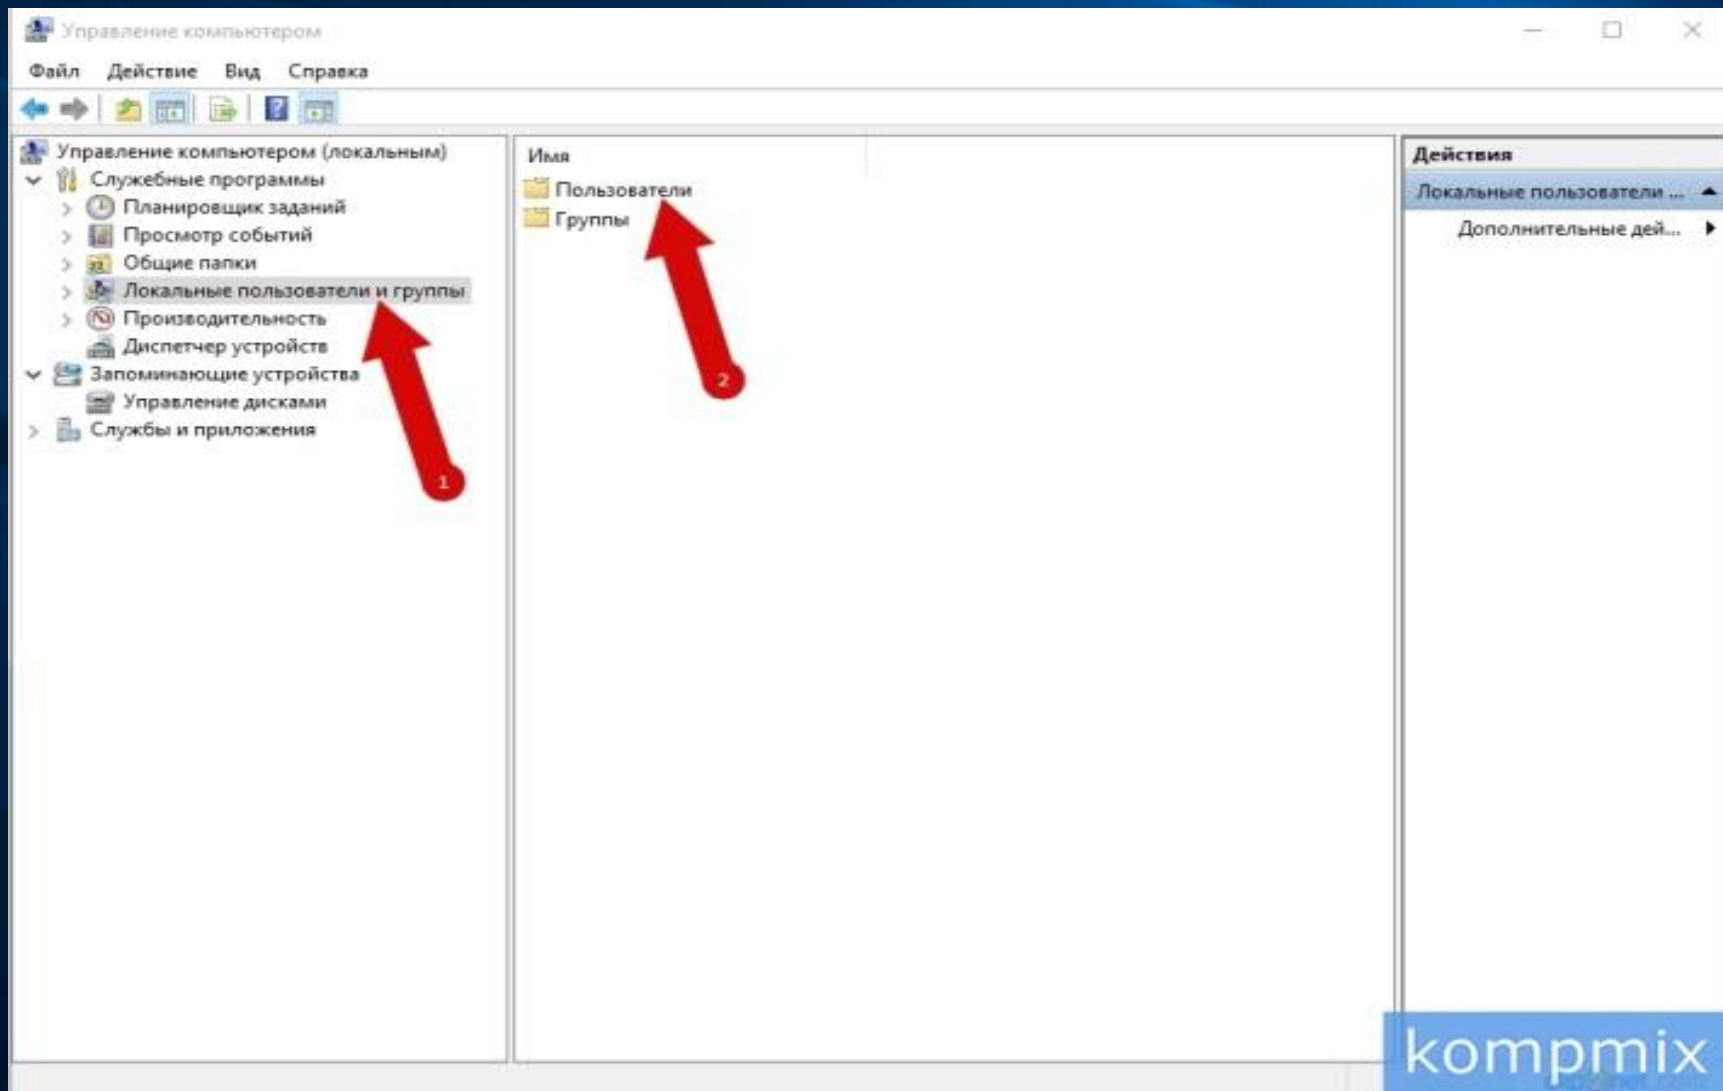 Управление компьютером
Файл Действие Вид Справка
Управление компьютером (локальным)
Служебные программы
Планировщик заданий
Просмотр событий
Общие папки
Локальные пользователи и группы
Производительность
Диспетчер устройств
Запоминающие устройства
Управление дисками
Службы и приложения
1
Имя
Пользователи
Группы
2
Действия
Локальные пользователи ...
Дополнительные дей...
kompmix